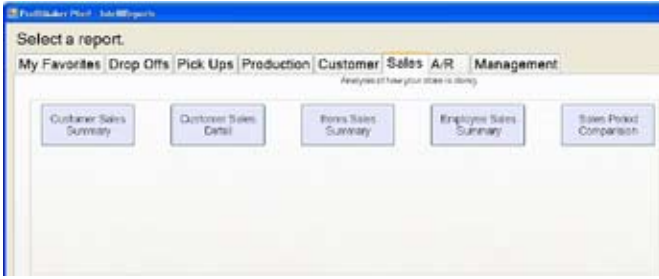 Select a report.
My Favorites Drop Offs Pick Ups Production Customer Sales A/R Management
Analysis of how your store is doing.
Customer Sales
Summary
Customer Sales
Detail
Items Sales
Summary
Employee Sales
Summary
Sales Period
Comparison